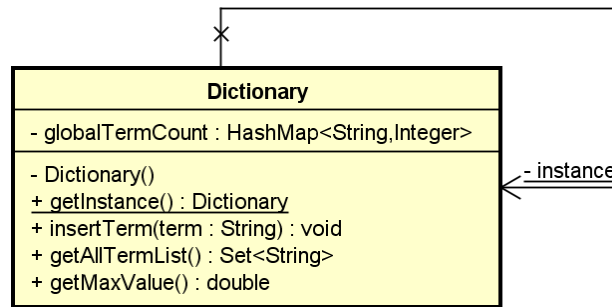 Dictionary
- globalTermCount : HashMap<String,Integer>
- Dictionary()
+ getInstance() : Dictionary
- instance
+ insertTerm(term : String) : void
+ getAllTermList() : Set<String>
+ getMaxValue() : double